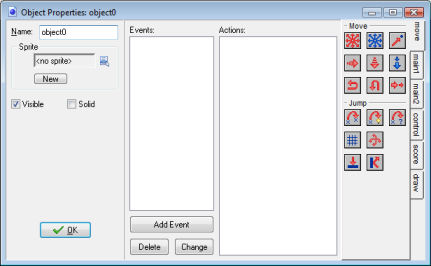 Object Properties: object0
Name: object0
Sprite
<no sprite>
New
Visible Solid
OK
Events:
Add Event
Delete Change
Actions:
Move
Jump
move
main1
main2
control
score
draw